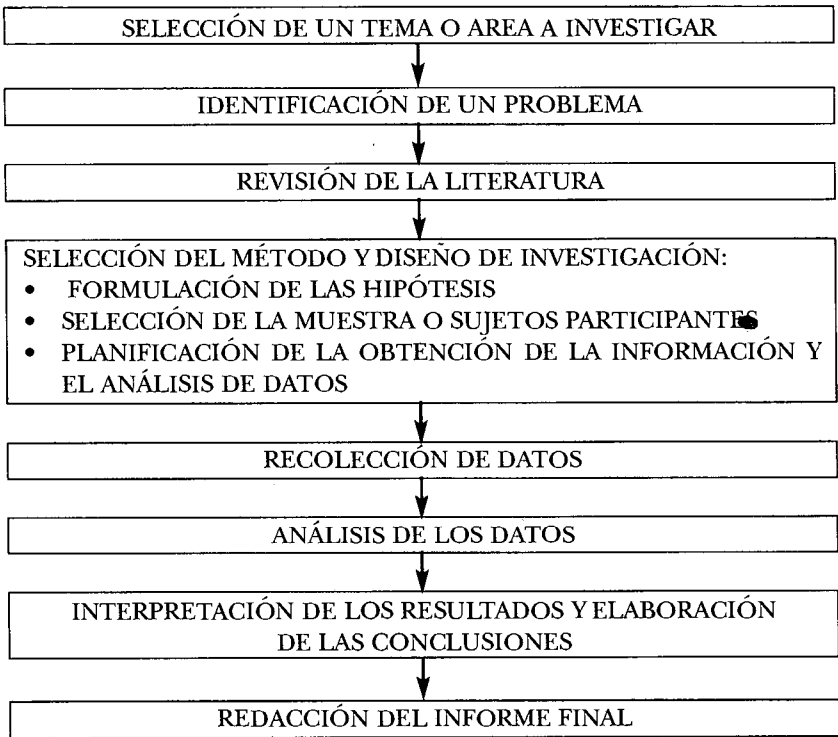 SELECCIÓN DE UN TEMA O AREA A INVESTIGAR
IDENTIFICACIÓN DE UN PROBLEMA
REVISIÓN DE LA LITERATURA
SELECCIÓN DEL MÉTODO Y DISEÑO DE INVESTIGACIÓN:
• FORMULACIÓN DE LAS HIPÓTESIS
• SELECCIÓN DE LA MUESTRA O SUJETOS PARTICIPANTES
• PLANIFICACIÓN DE LA OBTENCIÓN DE LA INFORMACIÓN Y
EL ANÁLISIS DE DATOS
RECOLECCIÓN DE DATOS
ANÁLISIS DE LOS DATOS
INTERPRETACIÓN DE LOS RESULTADOS Y ELABORACIÓN
DE LAS CONCLUSIONES
REDACCIÓN DEL INFORME FINAL